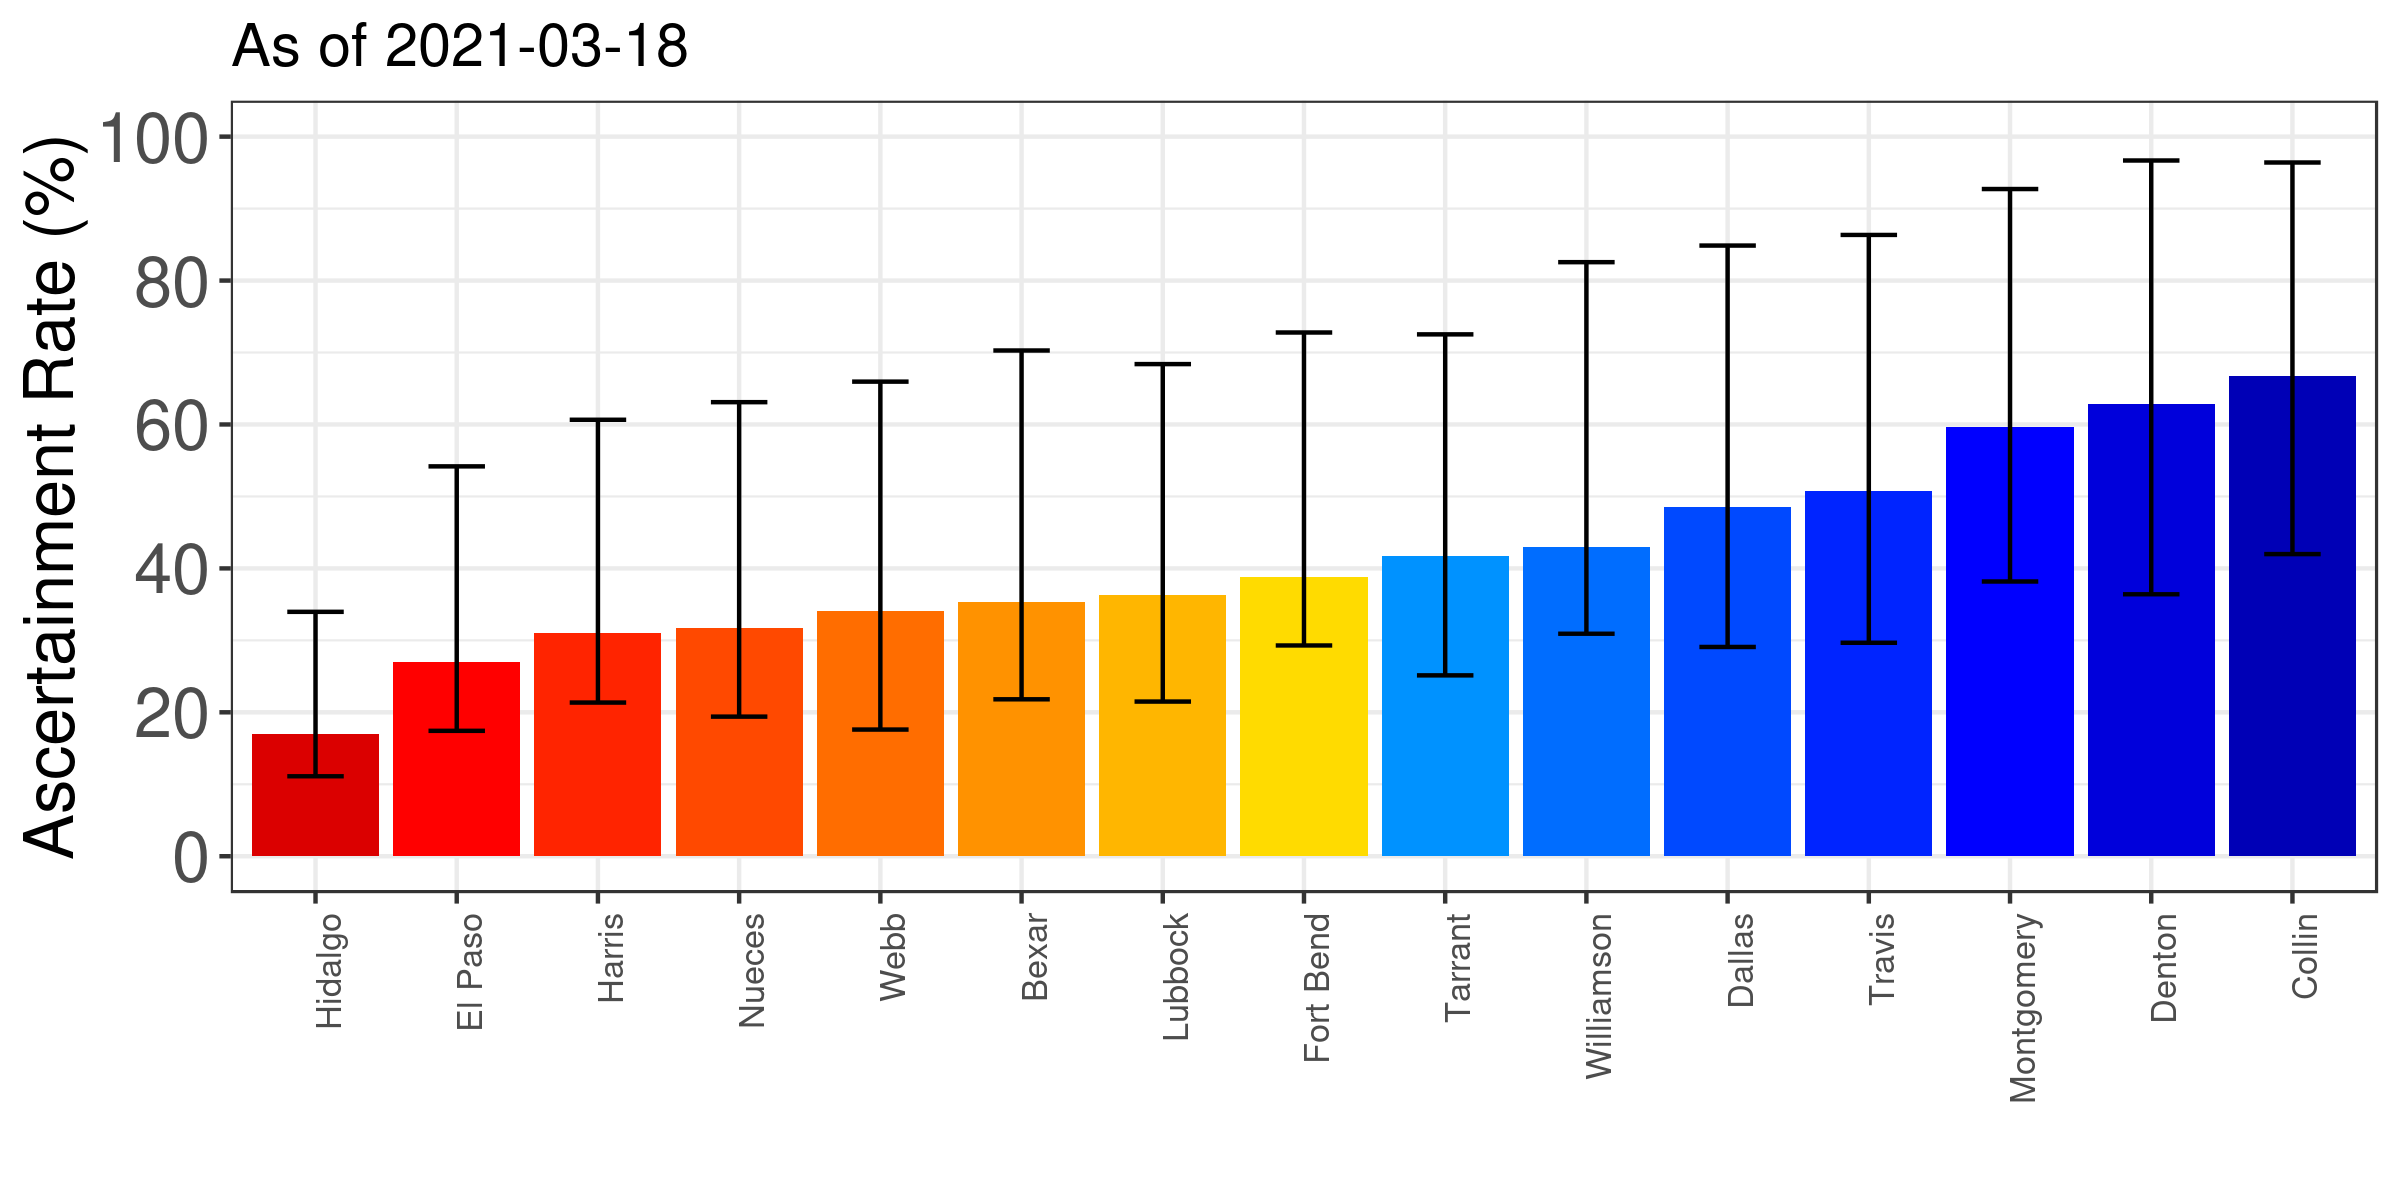 As of 2021-03-18
Ascertainment Rate (%)
100
80
60
40
20
0
Hidalgo
El Paso
Harris
Nueces
Webb
Bexar
Lubbock
Fort Bend
Tarrant
Williamson
Dallas
Travis
Montgomery
Denton
Collin